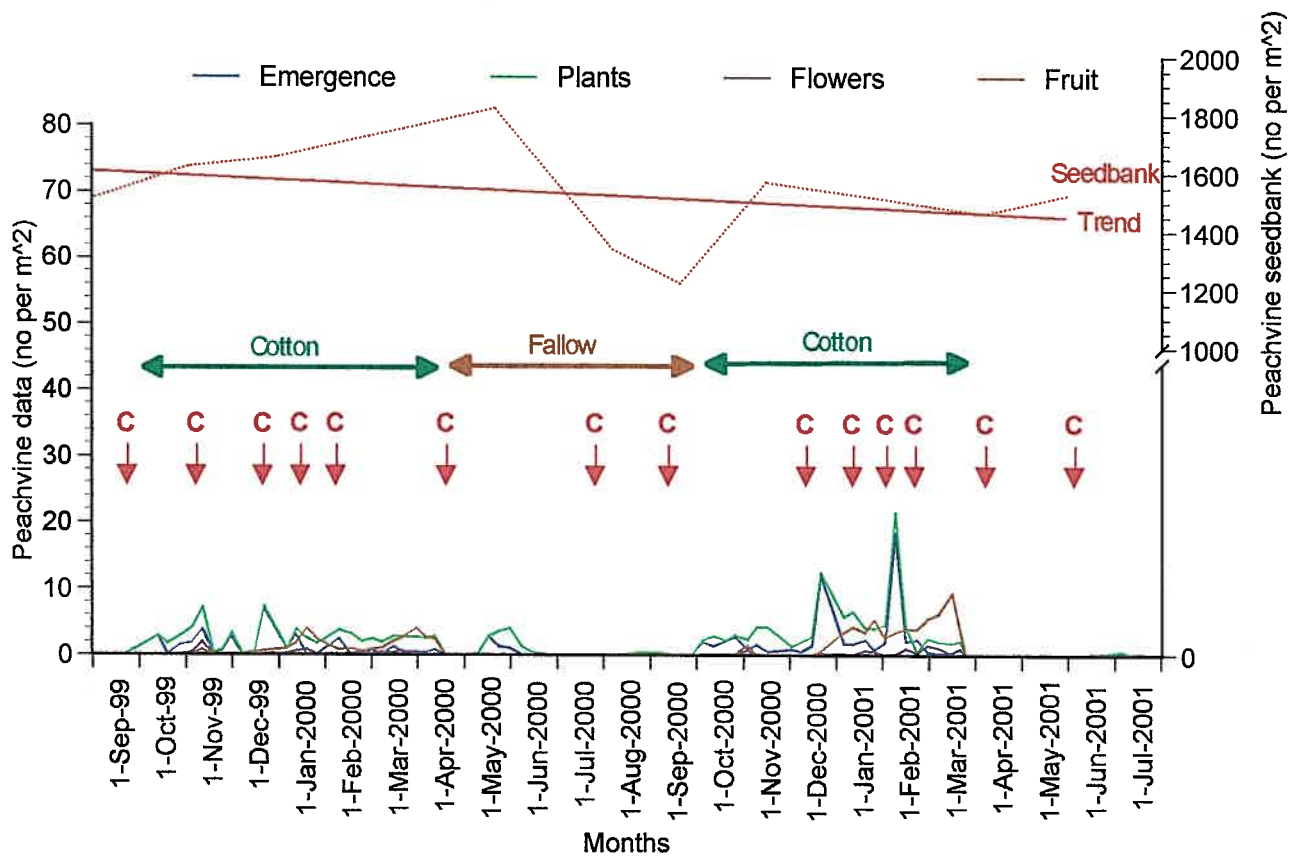 Emergence Plants Flowers Fruit
Peachvine data (no per m^2)
80
70
60
50
40
30
20
10
0
2000
1800
1600
1400
1200
1000
0
Peachvine seedbank (no per m^2)
Seedbank
Trend
Cotton Fallow Cotton
C C C C C C C C C C C C C C
1-Sep-99
1-Oct-99
1-Nov-99
1-Dec-99
1-Jan-2000
1-Feb-2000
1-Mar-2000
1-Apr-2000
1-May-2000
1-Jun-2000
1-Jul-2000
1-Aug-2000
1-Sep-2000
1-Oct-2000
1-Nov-2000
1-Dec-2000
1-Jan-2001
1-Feb-2001
1-Mar-2001
1-Apr-2001
1-May-2001
1-Jun-2001
1-Jul-2001
Months